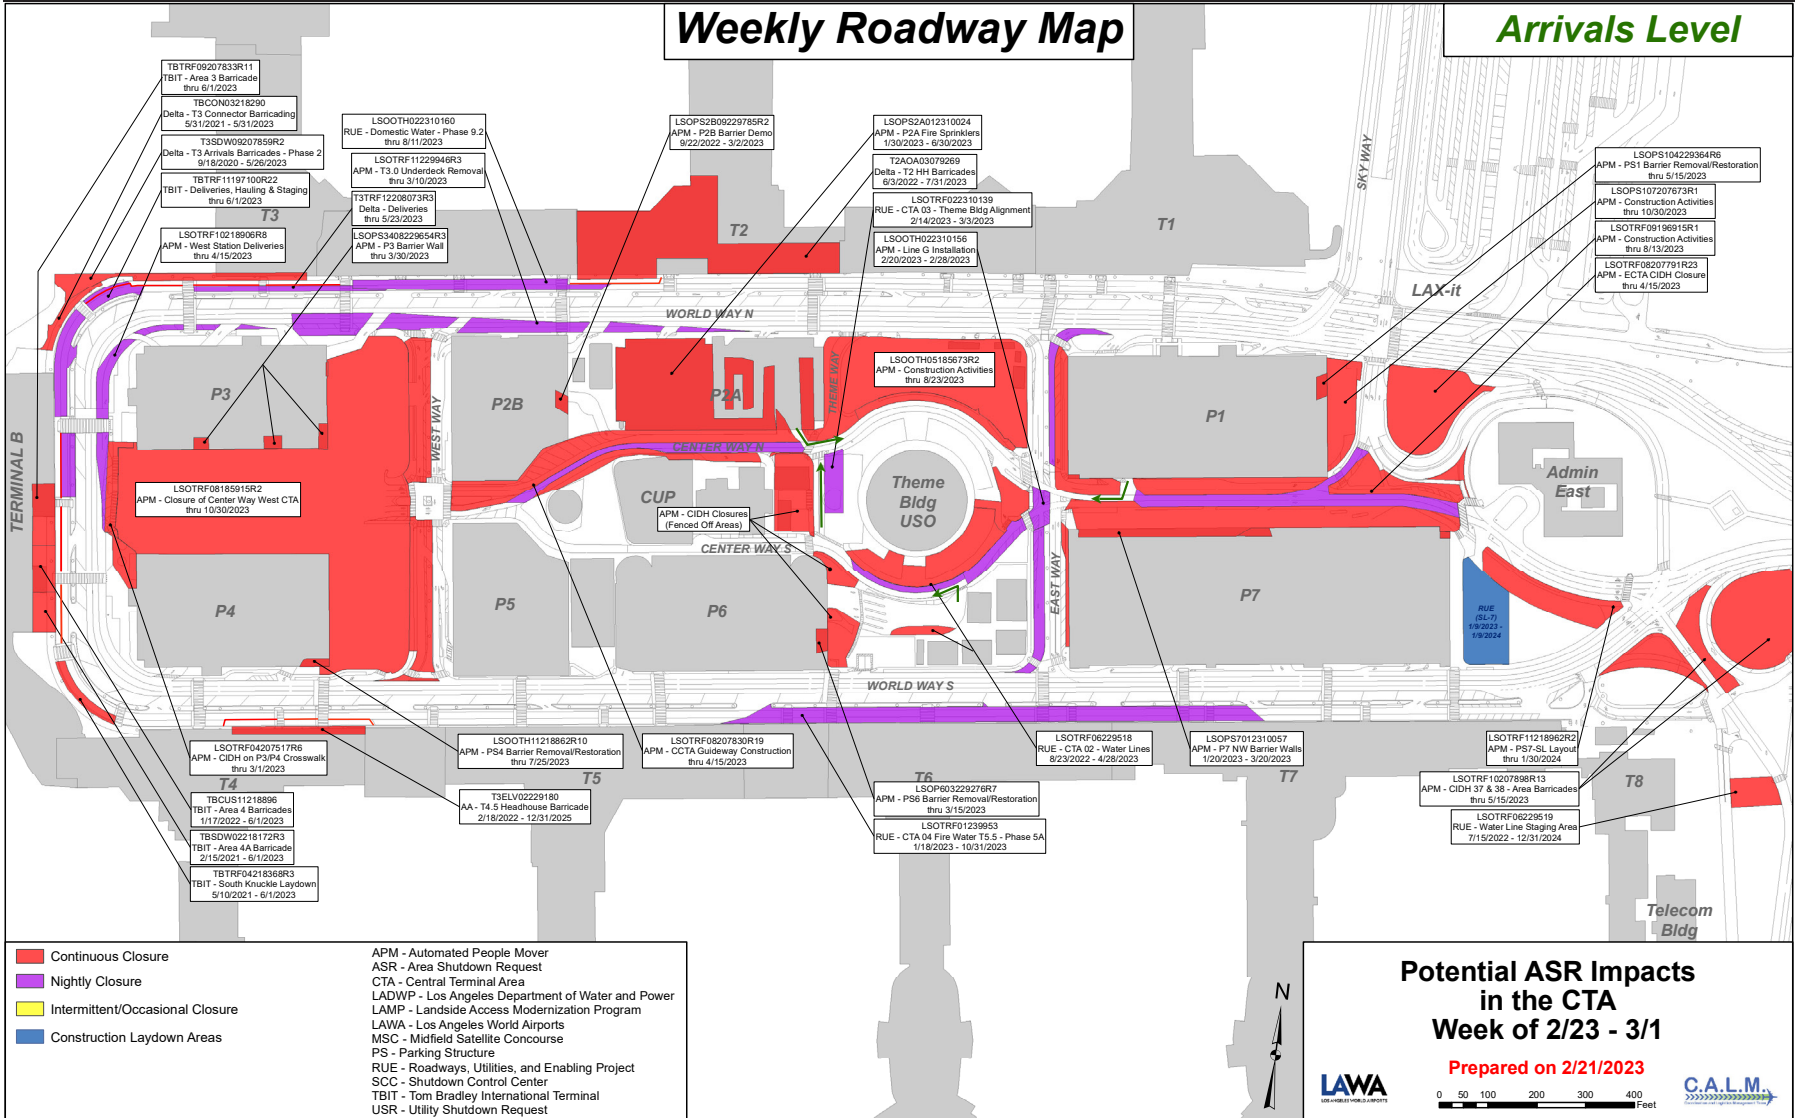 Weekly Roadway Map
Arrivals Level
TBTRF09207833R11
TBIT - Area 3 Barricade
thru 6/1/2023
TBCON03218290
Delta - T3 Connector Barricading
5/31/2021 - 5/31/2023
T3SDW09207859R2
Delta - T3 Arrivals Barricades - Phase 2
9/18/2020 - 5/26/2023
TBTRF11197100R22
TBIT - Deliveries, Hauling & Staging
thru 6/1/2023
LSOTRF10218906R8
APM - West Station Deliveries
thru 4/15/2023
LSOOTH022310160
RUE - Domestic Water - Phase 9.2
thru 8/11/2023
LSOTRF11229946R3
APM - T3.0 Underdeck Removal
thru 3/10/2023
T3TRF12208073R3
Delta - Deliveries
thru 5/23/2023
LSOPS3408229654R3
APM - P3 Barrier Wall
thru 3/30/2023
LSOPS2B09229785R2
APM - P2B Barrier Demo
9/22/2022 - 3/2/2023
LSOPS2A012310024
APM - P2A Fire Sprinklers
1/30/2023 - 6/30/2023
T2AOA03079269
Delta - T2 HH Barricades
6/3/2022 - 7/31/2023
LSOTRF022310139
RUE - CTA 03 - Theme Bldg Alignment
2/14/2023 - 3/3/2023
LSOOTH022310156
APM - Line G Installation
2/20/2023 - 2/28/2023
LSOPS104229364R6
APM - PS1 Barrier Removal/Restoration
thru 5/15/2023
LSOPS107207673R1
APM - Construction Activities
thru 10/30/2023
LSOTRF09196915R1
APM - Construction Activities
thru 8/13/2023
LSOTRF08207791R23
APM - ECTA CIDH Closure
thru 4/15/2023
T3
T2
T1
SKY WAY
LAX-it
WORLD WAY N
LSOOTH05185673R2
APM - Construction Activities
thru 8/23/2023
THEME WAY
P3
P2B
P2A
P1
WEST WAY
CENTER WAY N
TERMINAL B
LSOTRF08185915R2
APM - Closure of Center Way West CTA
thru 10/30/2023
CUP
Theme
Bldg
USO
Admin
East
APM - CIDH Closures
(Fenced Off Areas)
CENTER WAY S
EAST WAY
P4
P5
P6
P7
RUE
(SL-7)
1/9/2023 -
1/9/2024
WORLD WAY S
LSOTRF04207517R6
APM - CIDH on P3/P4 Crosswalk
thru 3/1/2023
T4
TBCUS11218896
TBIT - Area 4 Barricades
1/17/2022 - 6/1/2023
TBSDW02218172R3
TBIT - Area 4A Barricade
2/15/2021 - 6/1/2023
TBTRF04218368R3
TBIT - South Knuckle Laydown
5/10/2021 - 6/1/2023
LSOOTH11218862R10
APM - PS4 Barrier Removal/Restoration
thru 7/25/2023
T3ELV02229180
AA - T4.5 Headhouse Barricade
2/18/2022 - 12/31/2025
T5
LSOTRF08207830R19
APM - CCTA Guideway Construction
thru 4/15/2023
T6
LSOP603229276R7
APM - PS6 Barrier Removal/Restoration
thru 3/15/2023
LSOTRF01239953
RUE - CTA 04 Fire Water T5.5 - Phase 5A
1/18/2023 - 10/31/2023
LSOTRF06229518
RUE - CTA 02 - Water Lines
8/23/2022 - 4/28/2023
LSOPS7012310057
APM - P7 NW Barrier Walls
1/20/2023 - 3/20/2023
T7
LSOTRF11218962R2
APM - PS7-SL Layout
thru 1/30/2024
LSOTRF10207898R13
APM - CIDH 37 & 38 - Area Barricades
thru 5/15/2023
LSOTRF06229519
RUE - Water Line Staging Area
7/15/2022 - 12/31/2024
T8
Telecom
Bldg
Continuous Closure
Nightly Closure
Intermittent/Occasional Closure
Construction Laydown Areas
APM - Automated People Mover
ASR - Area Shutdown Request
CTA - Central Terminal Area
LADWP - Los Angeles Department of Water and Power
LAMP - Landside Access Modernization Program
LAWA - Los Angeles World Airports
MSC - Midfield Satellite Concourse
PS - Parking Structure
RUE - Roadways, Utilities, and Enabling Project
SCC - Shutdown Control Center
TBIT - Tom Bradley International Terminal
USR - Utility Shutdown Request
N
Potential ASR Impacts
in the CTA
Week of 2/23 - 3/1
Prepared on 2/21/2023
LAWA
LOS ANGELES WORLD AIRPORTS
0 50 100 200 300 400
Feet
C.A.L.M.